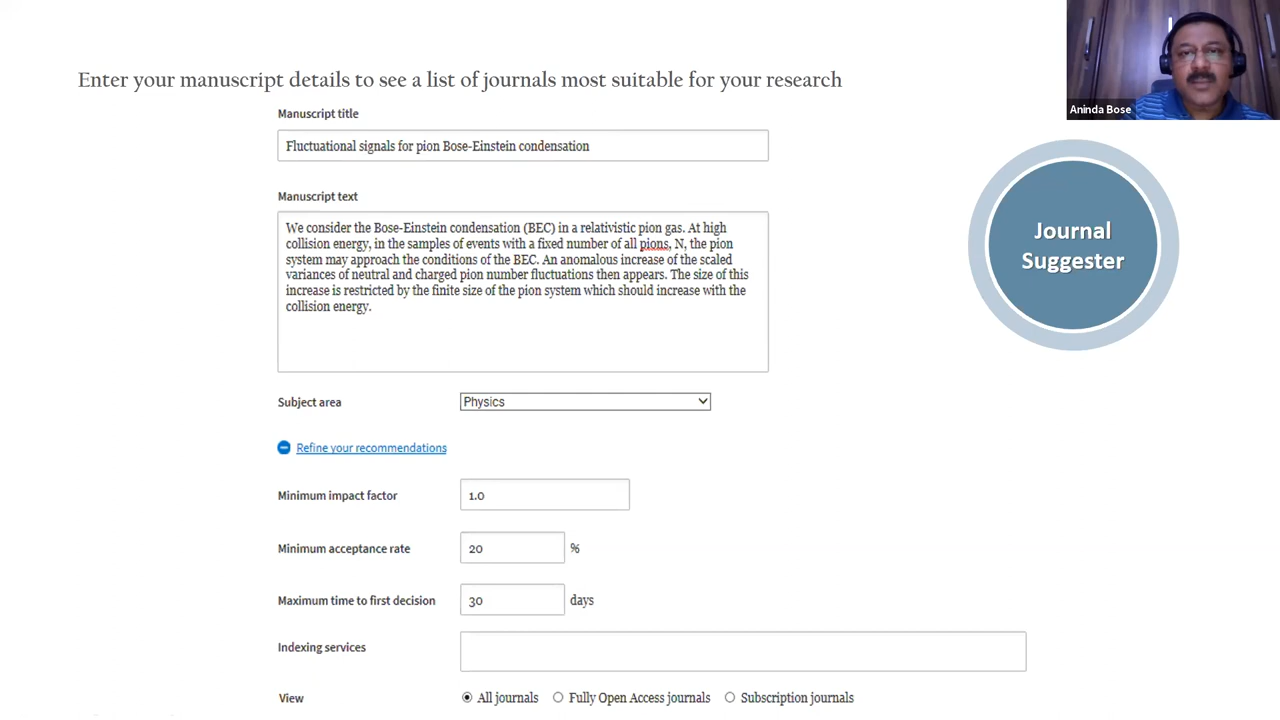 Enter your manuscript details to see a list of journals most suitable for your research
Aninda Bose
Manuscript title
Fluctuational signals for pion Bose-Einstein condensation
Journal
Suggester
Manuscript text
We consider the Bose-Einstein condensation (BEC) in a relativistic pion gas. At high
collision energy, in the samples of events with a fixed number of all pions, N, the pion
system may approach the conditions of the BEC. An anomalous increase of the scaled
variances of neutral and charged pion number fluctuations then appears. The size of this
increase is restricted by the finite size of the pion system which should increase with the
collision energy.
Subject area Physics
Refine your recommendations
Minimum impact factor 1.0
Minimum acceptance rate 20 %
Maximum time to first decision 30 days
Indexing services
View All journals Fully Open Access journals Subscription journals